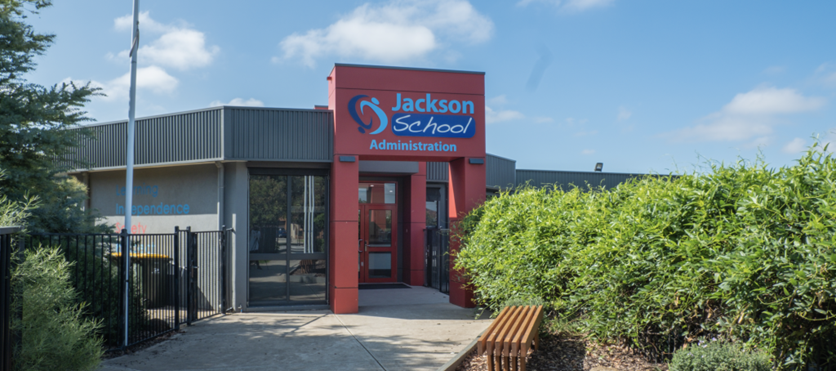 Jackson
School
Administration
Independence